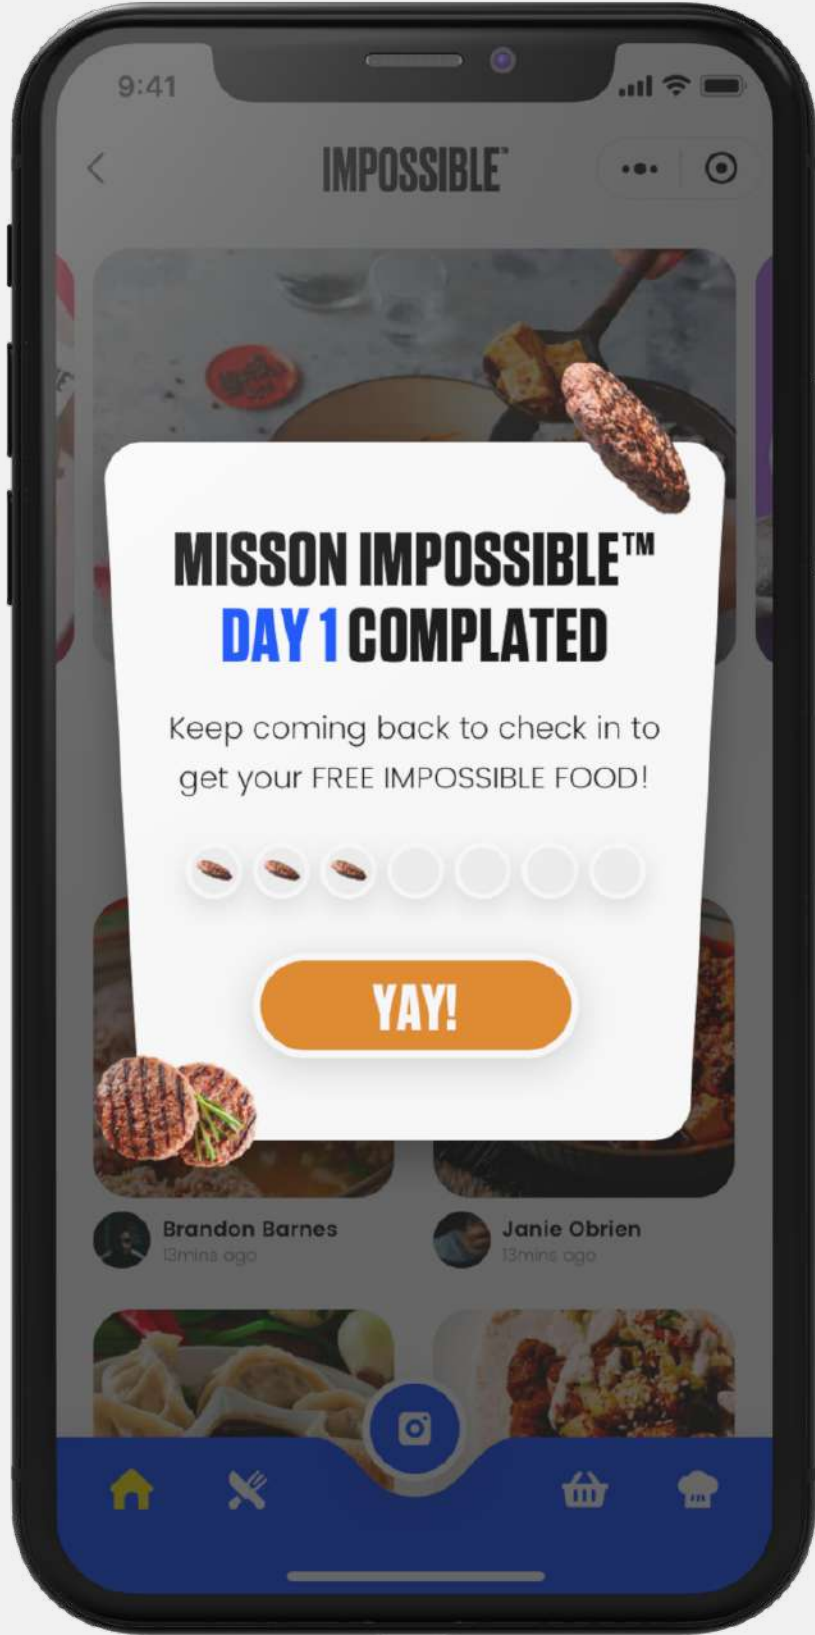 9:41
IMPOSSIBLE™
MISSON IMPOSSIBLE™
DAY 1 COMPLATED
Keep coming back to check in to
get your FREE IMPOSSIBLE FOOD!
YAY!
Brandon Barnes
13mins ago
Janie Obrien
13mins ago